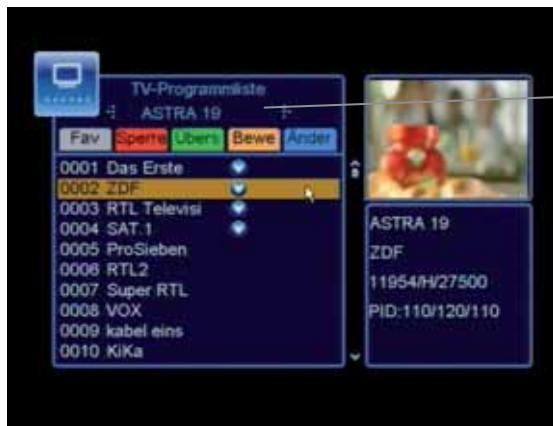 TV-Programmliste
ASTRA 19
Fav Sperre Übers Bewe Änder
0001 Das Erste
0002 ZDF
0003 RTL Televisi
0004 SAT.1
0005 ProSieben
0006 RTL2
0007 Super RTL
0008 VOX
0009 kabel eins
0010 KiKa
ASTRA 19
ZDF
11954/H/27500
PID:110/120/110